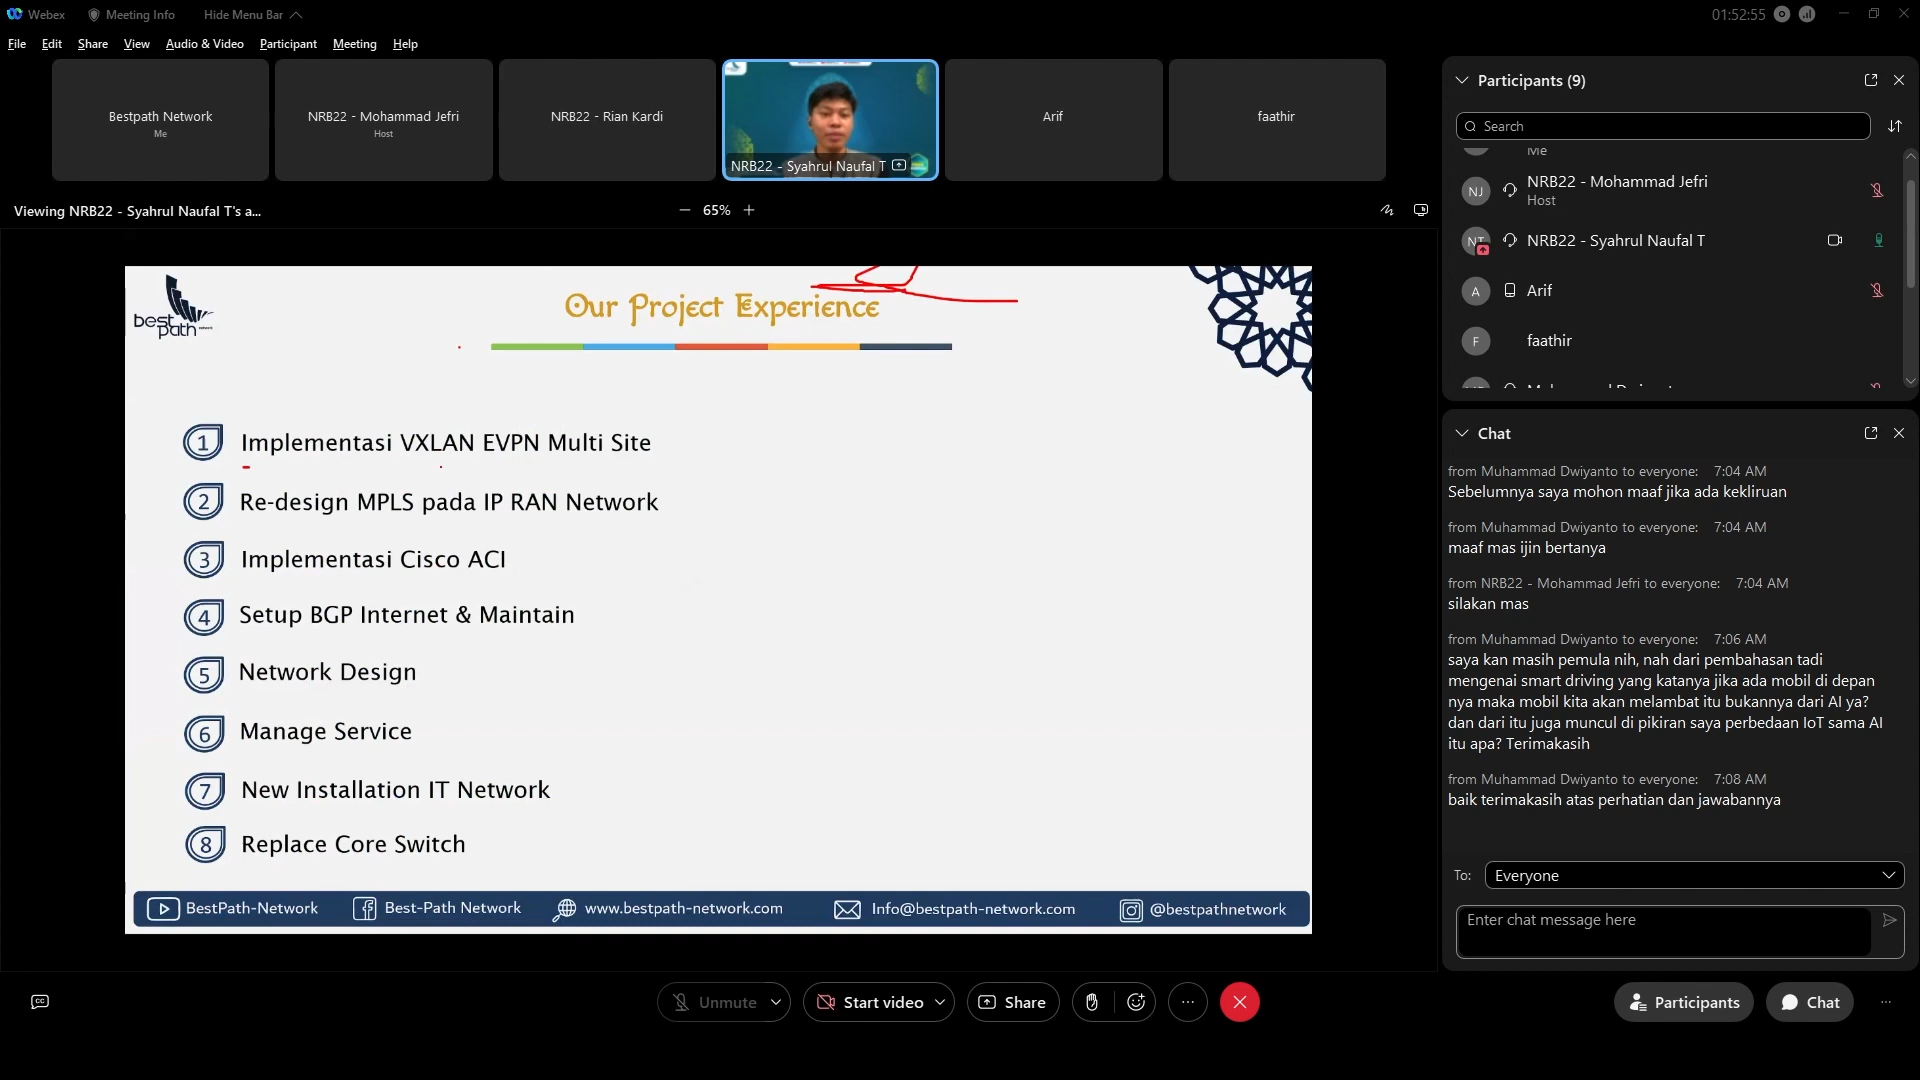 Webex
Meeting Info
Hide Menu Bar
01:52:55
File Edit Share View Audio & Video Participant Meeting Help
Bestpath Network
Me
NRB22 - Mohammad Jefri
Host
NRB22 - Rian Kardi
NRB22 - Syahrul Naufal T
Arif
faathir
Viewing NRB22 - Syahrul Naufal T's a...
65%
best path network
Our Project Experience
1 Implementasi VXLAN EVPN Multi Site
2 Re-design MPLS pada IP RAN Network
3 Implementasi Cisco ACI
4 Setup BGP Internet & Maintain
5 Network Design
6 Manage Service
7 New Installation IT Network
8 Replace Core Switch
BestPath-Network
Best-Path Network
www.bestpath-network.com
Info@bestpath-network.com
@bestpathnetwork
Participants (9)
Search
Me
NJ
NRB22 - Mohammad Jefri
Host
NT
NRB22 - Syahrul Naufal T
A
Arif
F
faathir
Chat
from Muhammad Dwiyanto to everyone: 7:04 AM
Sebelumnya saya mohon maaf jika ada kekliruan
from Muhammad Dwiyanto to everyone: 7:04 AM
maaf mas ijin bertanya
from NRB22 - Mohammad Jefri to everyone: 7:04 AM
silakan mas
from Muhammad Dwiyanto to everyone: 7:06 AM
saya kan masih pemula nih, nah dari pembahasan tadi
mengenai smart driving yang katanya jika ada mobil di depan
nya maka mobil kita akan melambat itu bukannya dari AI ya?
dan dari itu juga muncul di pikiran saya perbedaan IoT sama AI
itu apa? Terimakasih
from Muhammad Dwiyanto to everyone: 7:08 AM
baik terimakasih atas perhatian dan jawabannya
To: Everyone
Enter chat message here
CC
Unmute
Start video
Share
Participants
Chat